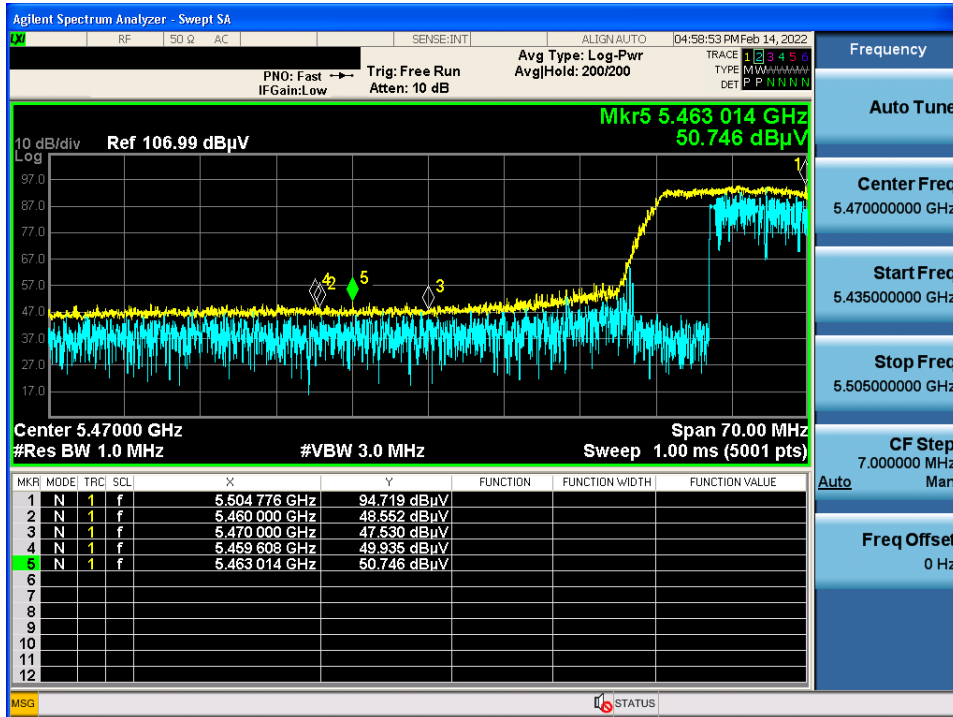 Agilent Spectrum Analyzer - Swept SA
LXI RF 50 Ω AC SENSE:INT ALIGN AUTO 04:58:53 PM Feb 14, 2022
Frequency
PNO: Fast
IFGain:Low
Trig: Free Run
Atten: 10 dB
Avg Type: Log-Pwr
Avg|Hold: 200/200
TRACE 1 2 3 4 5 6
TYPE M W W W W W
DET P P N N N N
Mkr5 5.463 014 GHz
50.746 dBµV
10 dB/div
Log
Ref 106.99 dBµV
97.0
87.0
77.0
67.0
57.0
47.0
37.0
27.0
17.0
1
4 2 5 3
Center 5.47000 GHz
#Res BW 1.0 MHz
#VBW 3.0 MHz
Span 70.00 MHz
Sweep 1.00 ms (5001 pts)
MKR MODE TRC SCL X Y FUNCTION FUNCTION WIDTH FUNCTION VALUE
1 N 1 f 5.504 776 GHz 94.719 dBµV
2 N 1 f 5.460 000 GHz 48.552 dBµV
3 N 1 f 5.470 000 GHz 47.530 dBµV
4 N 1 f 5.459 608 GHz 49.935 dBµV
5 N 1 f 5.463 014 GHz 50.746 dBµV
6
7
8
9
10
11
12
Auto Tune
Center Freq
5.470000000 GHz
Start Freq
5.435000000 GHz
Stop Freq
5.505000000 GHz
CF Step
7.000000 MHz
Auto Man
Freq Offset
0 Hz
MSG
STATUS